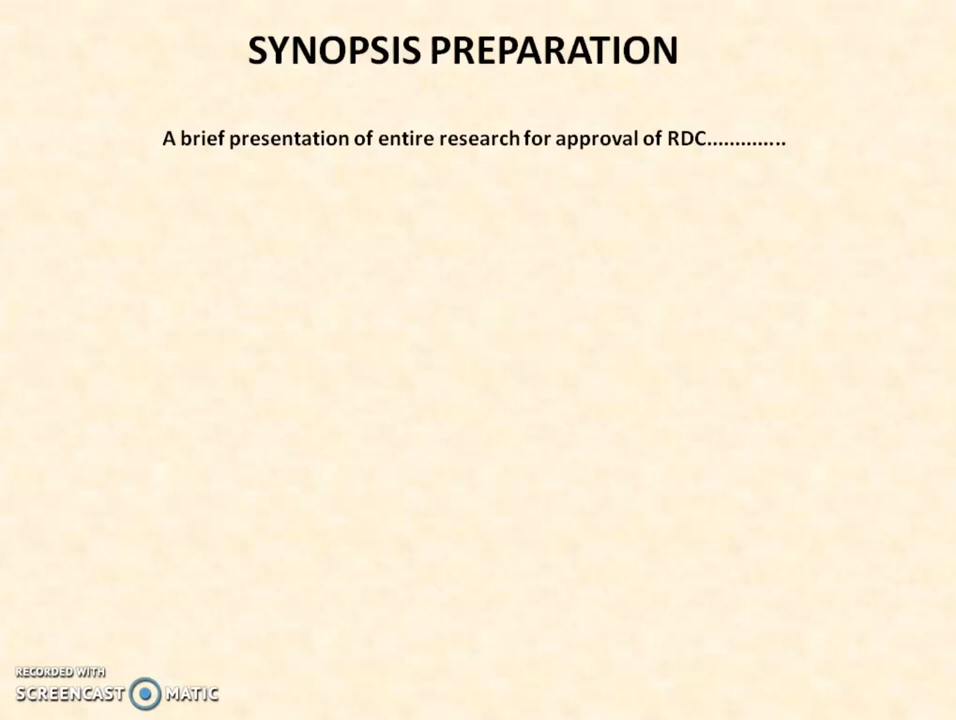 SYNOPSIS PREPARATION
A brief presentation of entire research for approval of RDC.............
RECORDED WITH
SCREENCAST MATIC